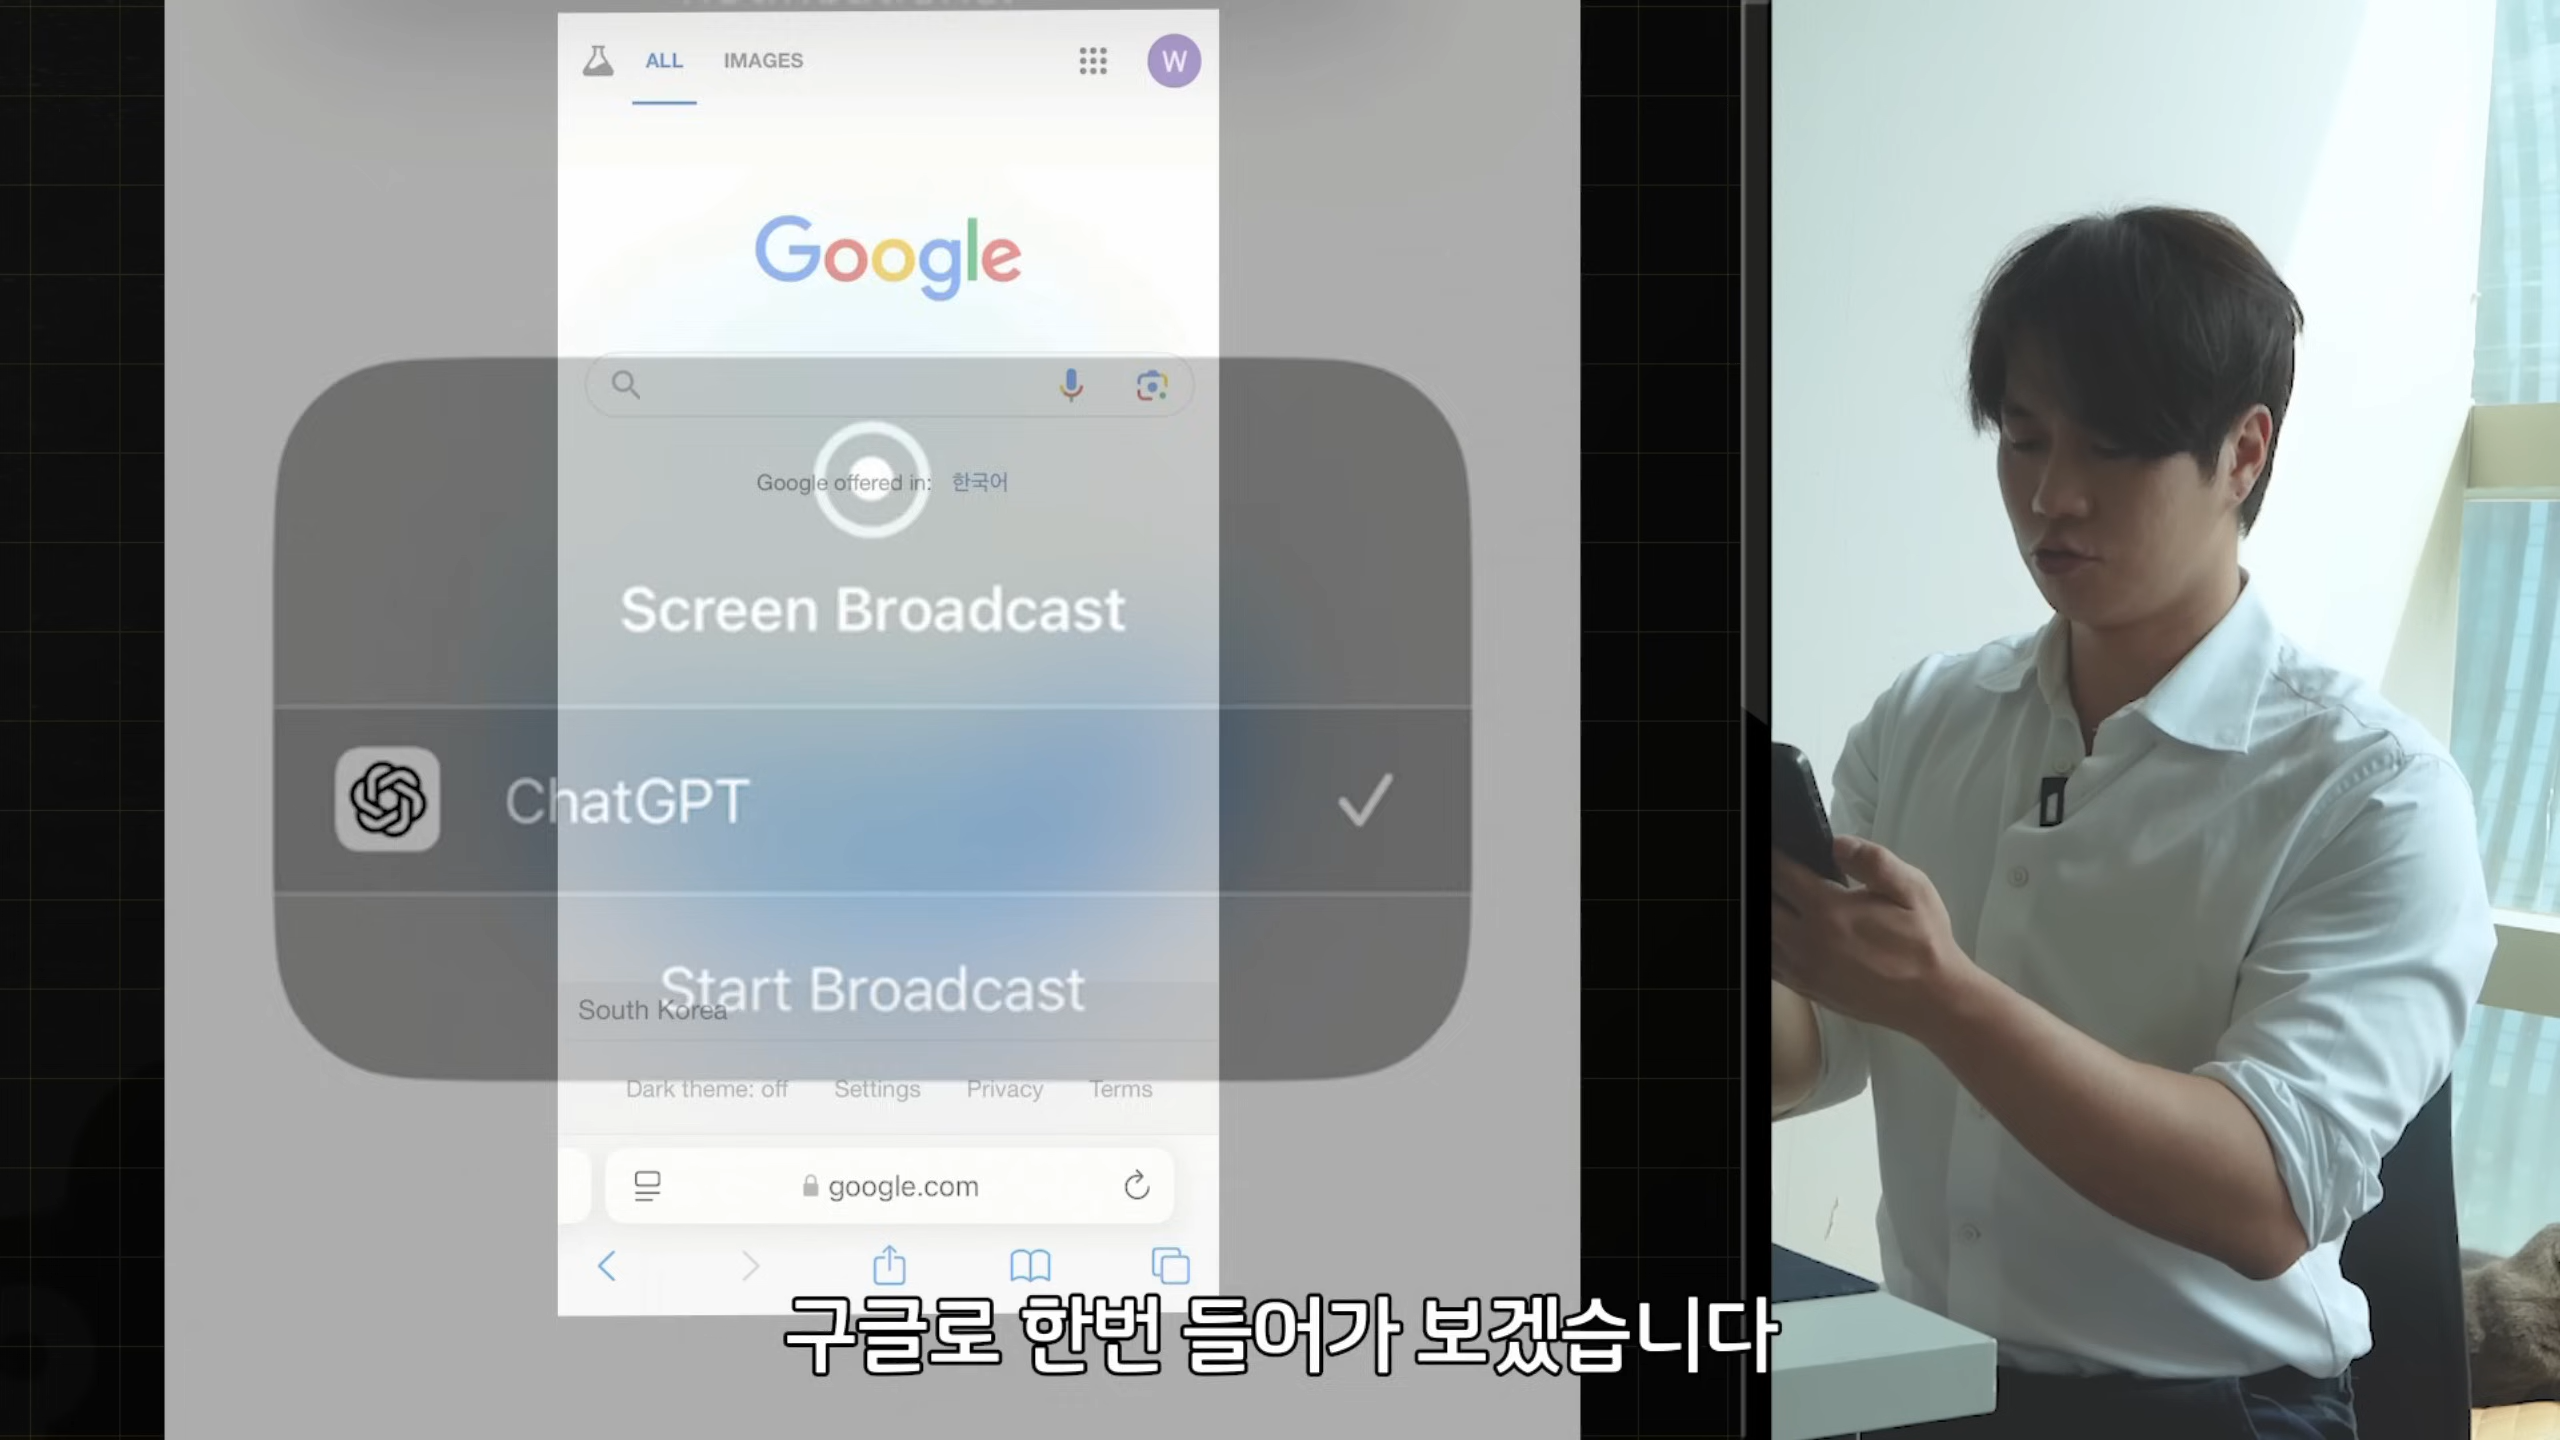 ALL IMAGES W
Google
Google offered in: 한국어
Screen Broadcast
ChatGPT
Start Broadcast
South Korea
Dark theme: off Settings Privacy Terms
google.com
구글로 한번 들어가 보겠습니다